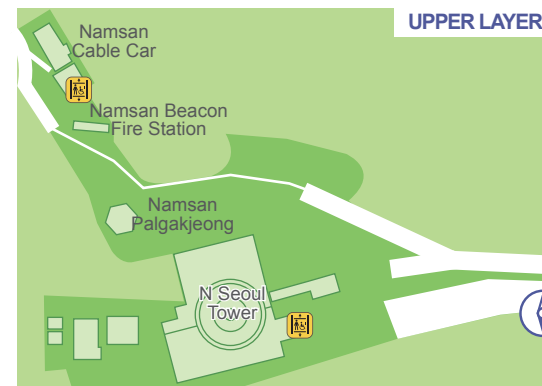 UPPER LAYER
Namsan
Cable Car
Namsan Beacon
Fire Station
Namsan
Palgakjeong
N Seoul
Tower